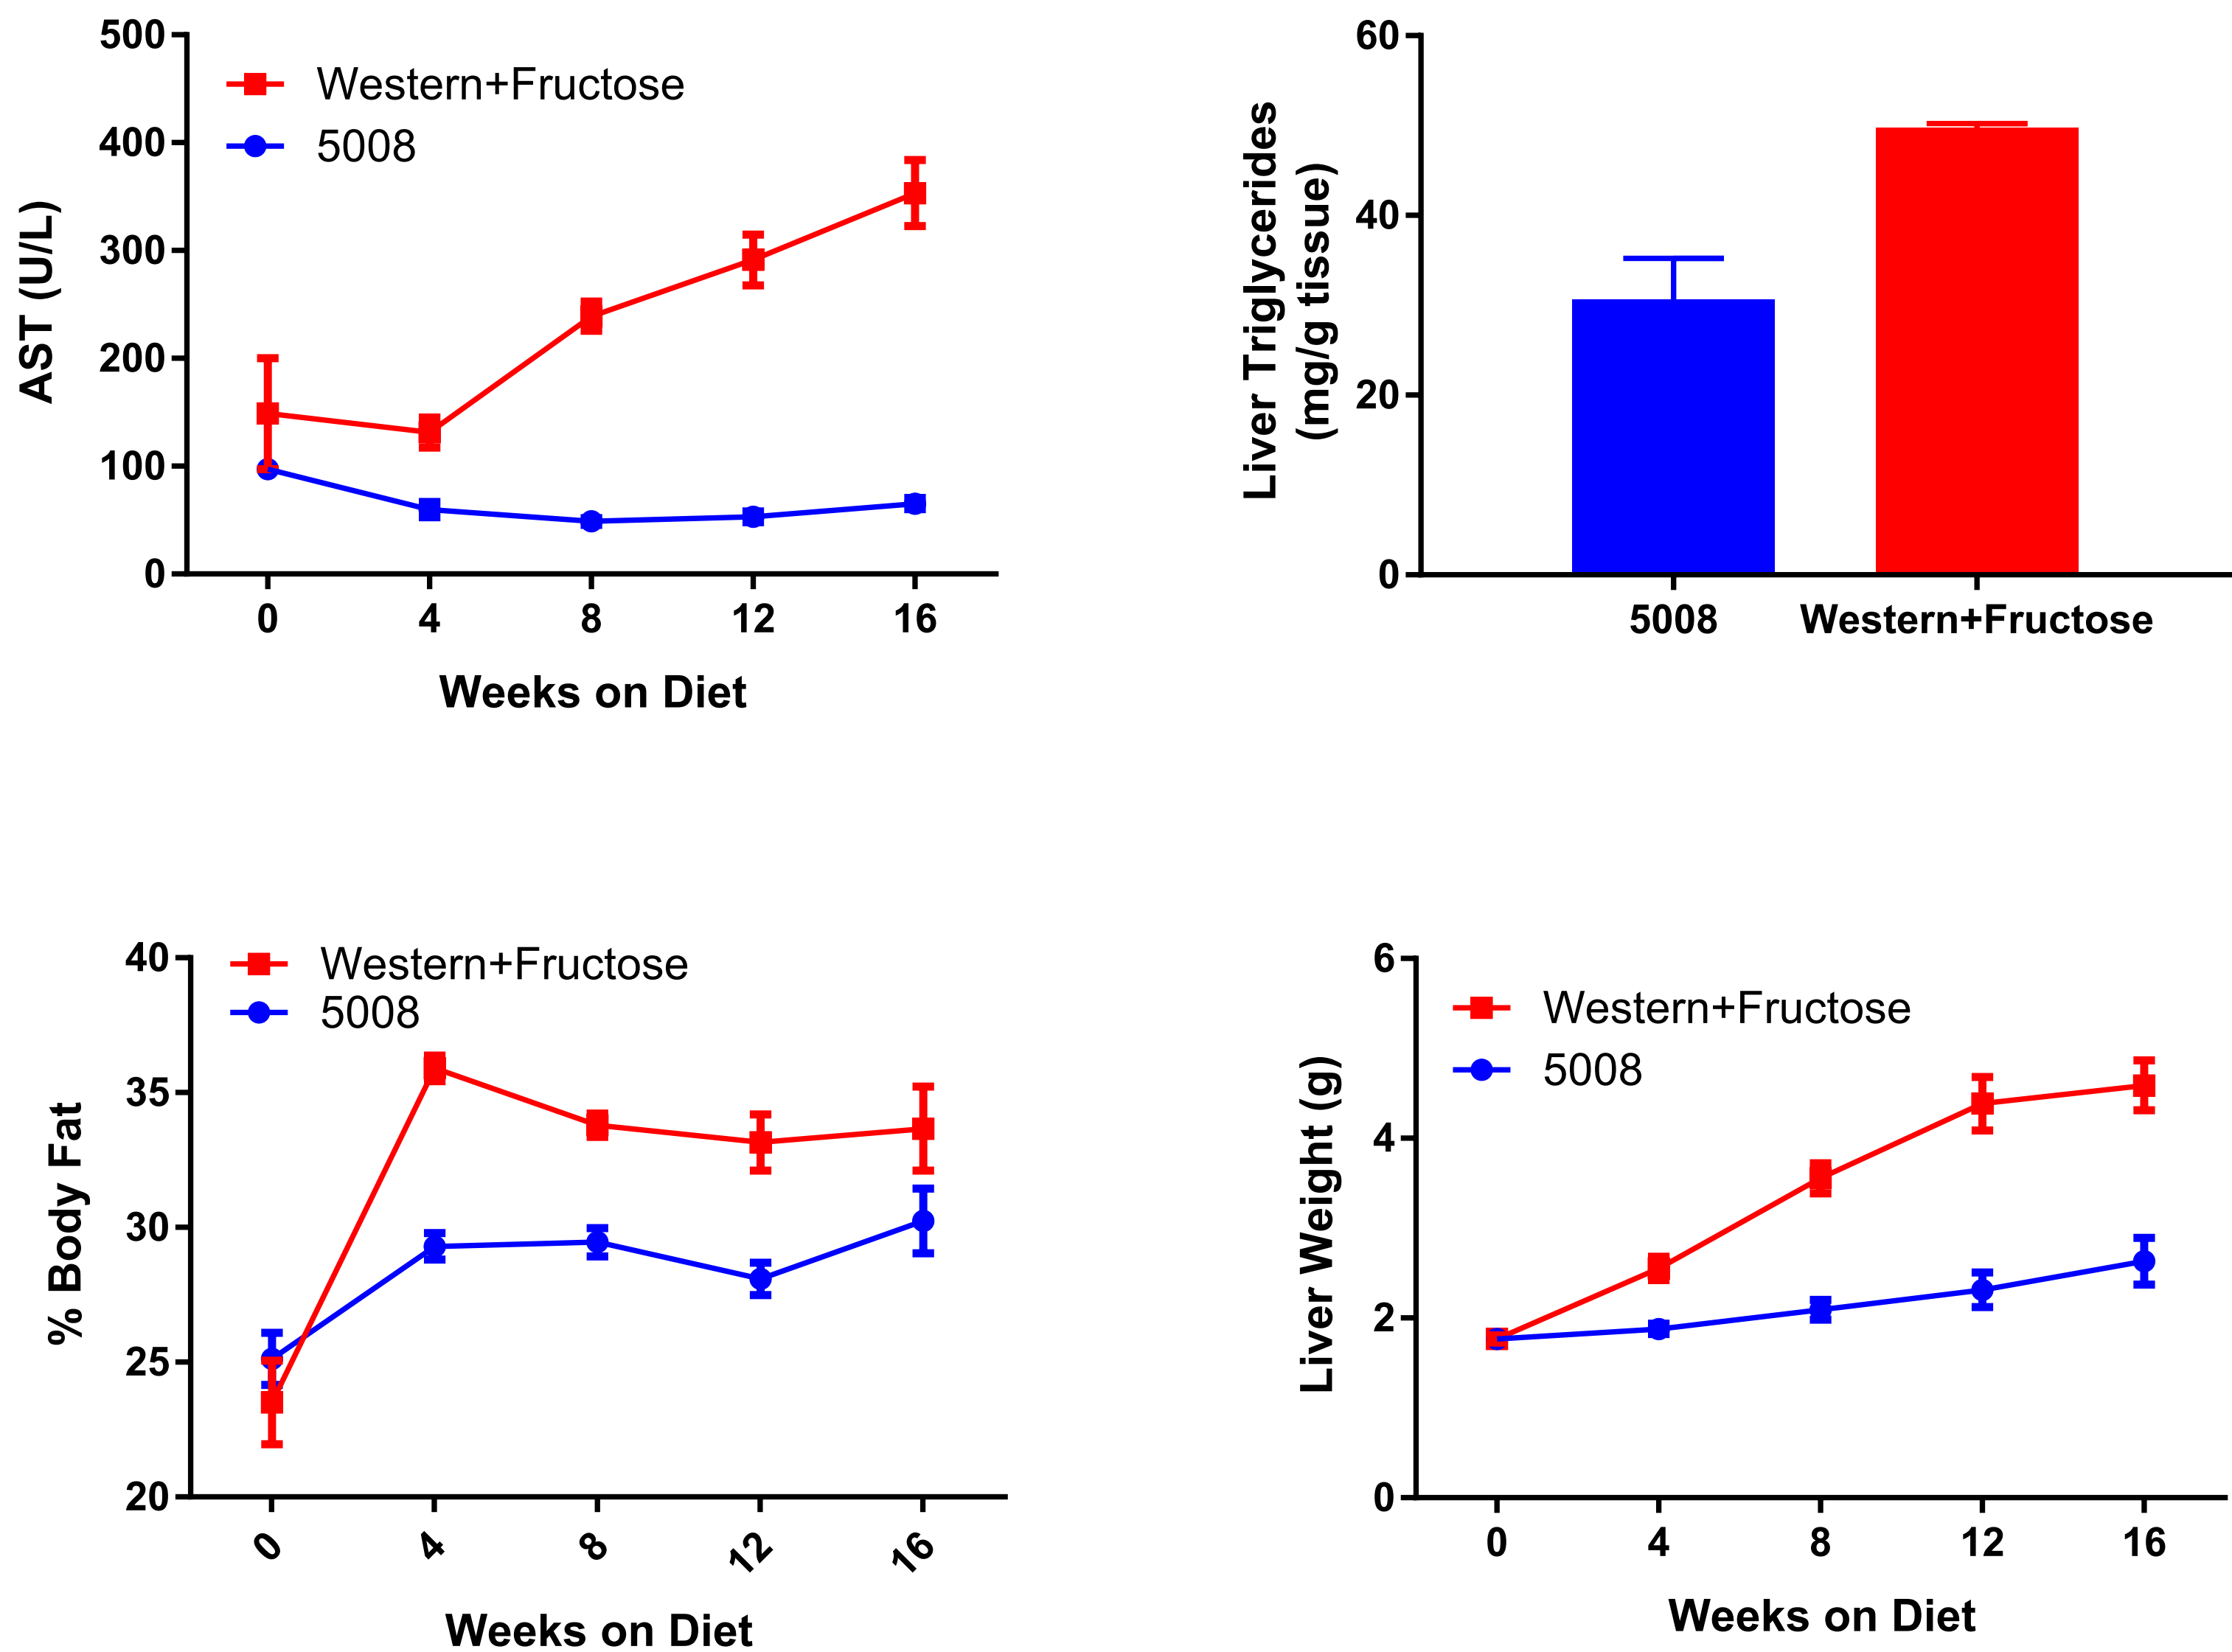 500
400
300
200
100
0
AST (U/L)
Western+Fructose
5008
0 4 8 12 16
Weeks on Diet
60
40
20
0
Liver Triglycerides
(mg/g tissue)
5008 Western+Fructose
40
35
30
25
20
% Body Fat
Western+Fructose
5008
0 4 8 12 16
Weeks on Diet
6
4
2
0
Liver Weight (g)
Western+Fructose
5008
0 4 8 12 16
Weeks on Diet